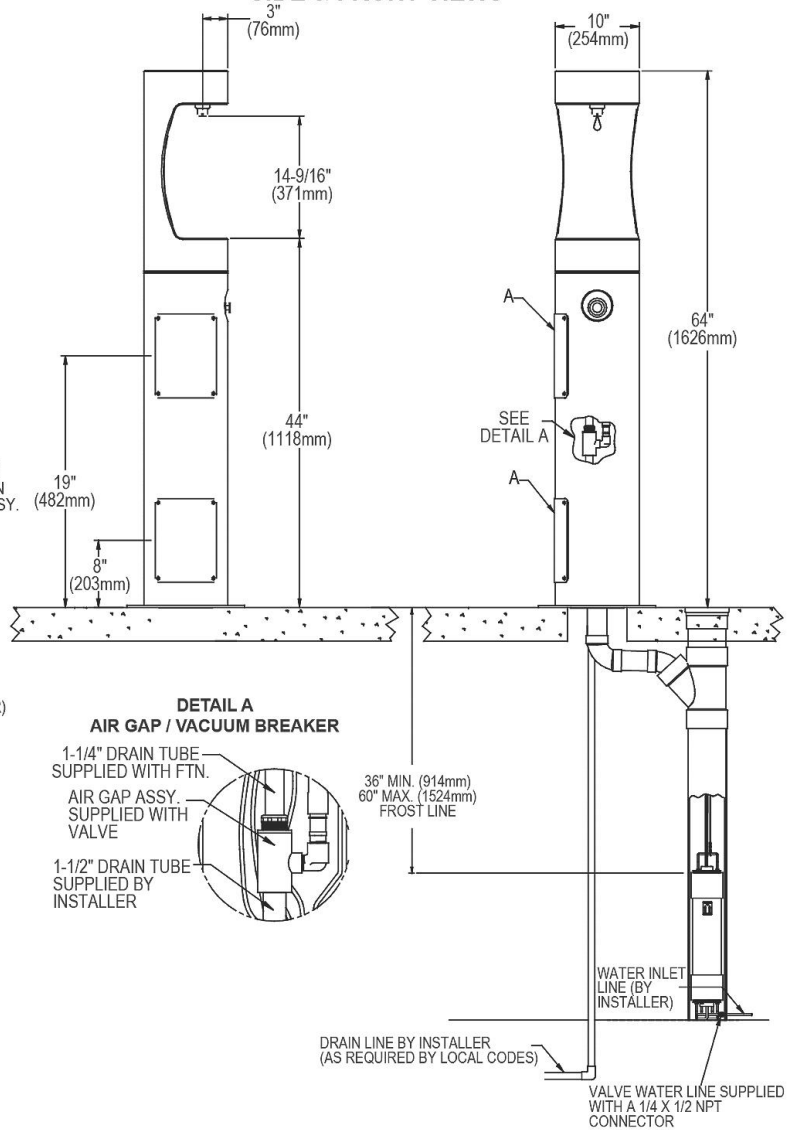 3"
(76mm)
10"
(254mm)
14-9/16"
(371mm)
A
64"
(1626mm)
SEE
DETAIL A
44"
(1118mm)
A
19"
(482mm)
N
SY.
8"
(203mm)
DETAIL A
AIR GAP / VACUUM BREAKER
1-1/4" DRAIN TUBE
SUPPLIED WITH FTN.
AIR GAP ASSY.
SUPPLIED WITH
VALVE
1-1/2" DRAIN TUBE
SUPPLIED BY
INSTALLER
36" MIN. (914mm)
60" MAX. (1524mm)
FROST LINE
WATER INLET
LINE (BY
INSTALLER)
DRAIN LINE BY INSTALLER
(AS REQUIRED BY LOCAL CODES)
VALVE WATER LINE SUPPLIED
WITH A 1/4 X 1/2 NPT
CONNECTOR